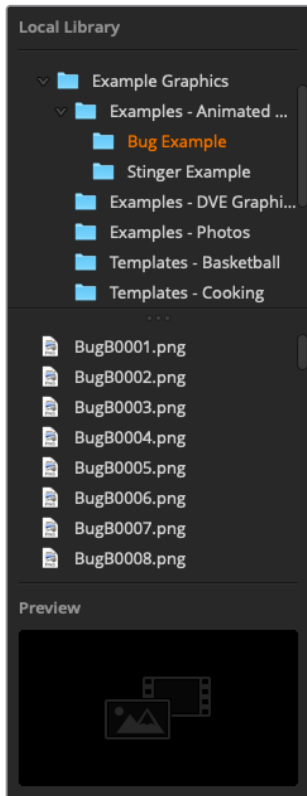 Local Library
Example Graphics
Examples - Animated ...
Bug Example
Stinger Example
Examples - DVE Graphi...
Examples - Photos
Templates - Basketball
Templates - Cooking
BugB0001.png
BugB0002.png
BugB0003.png
BugB0004.png
BugB0005.png
BugB0006.png
BugB0007.png
BugB0008.png
Preview